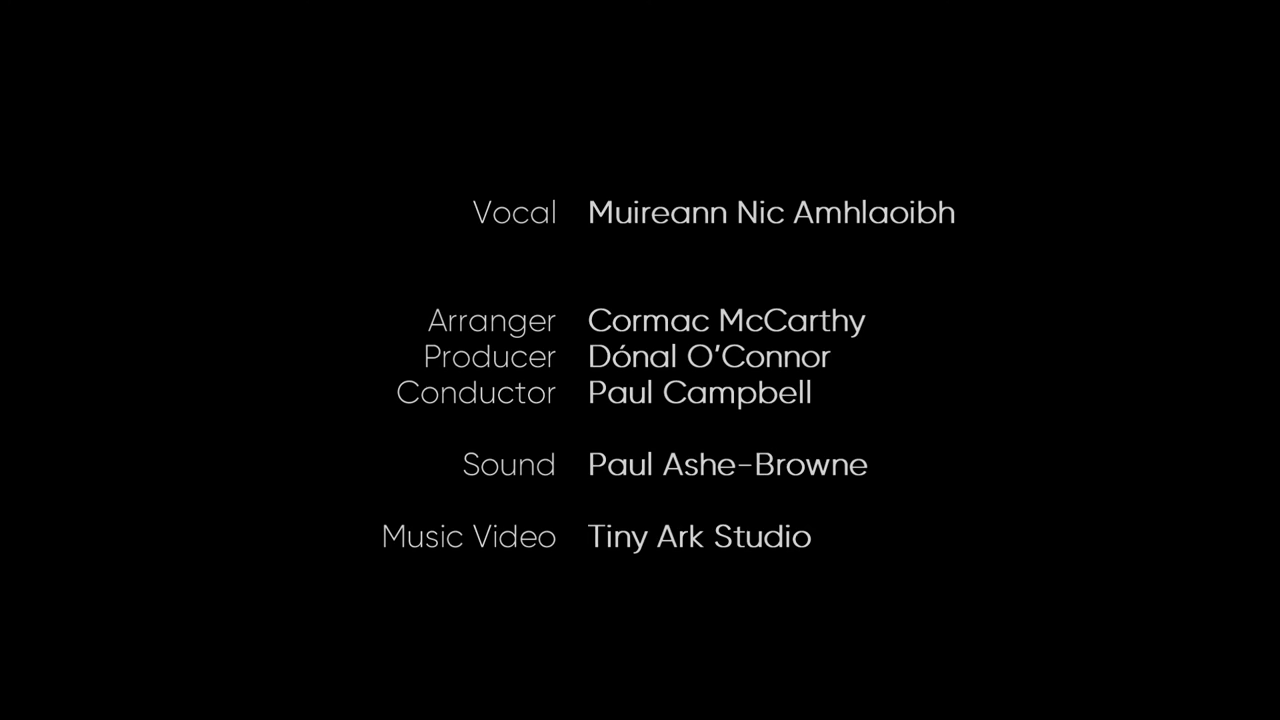 Vocal Muireann Nic Amhlaoibh
Arranger Cormac McCarthy
Producer Dónal O’Connor
Conductor Paul Campbell
Sound Paul Ashe-Browne
Music Video Tiny Ark Studio